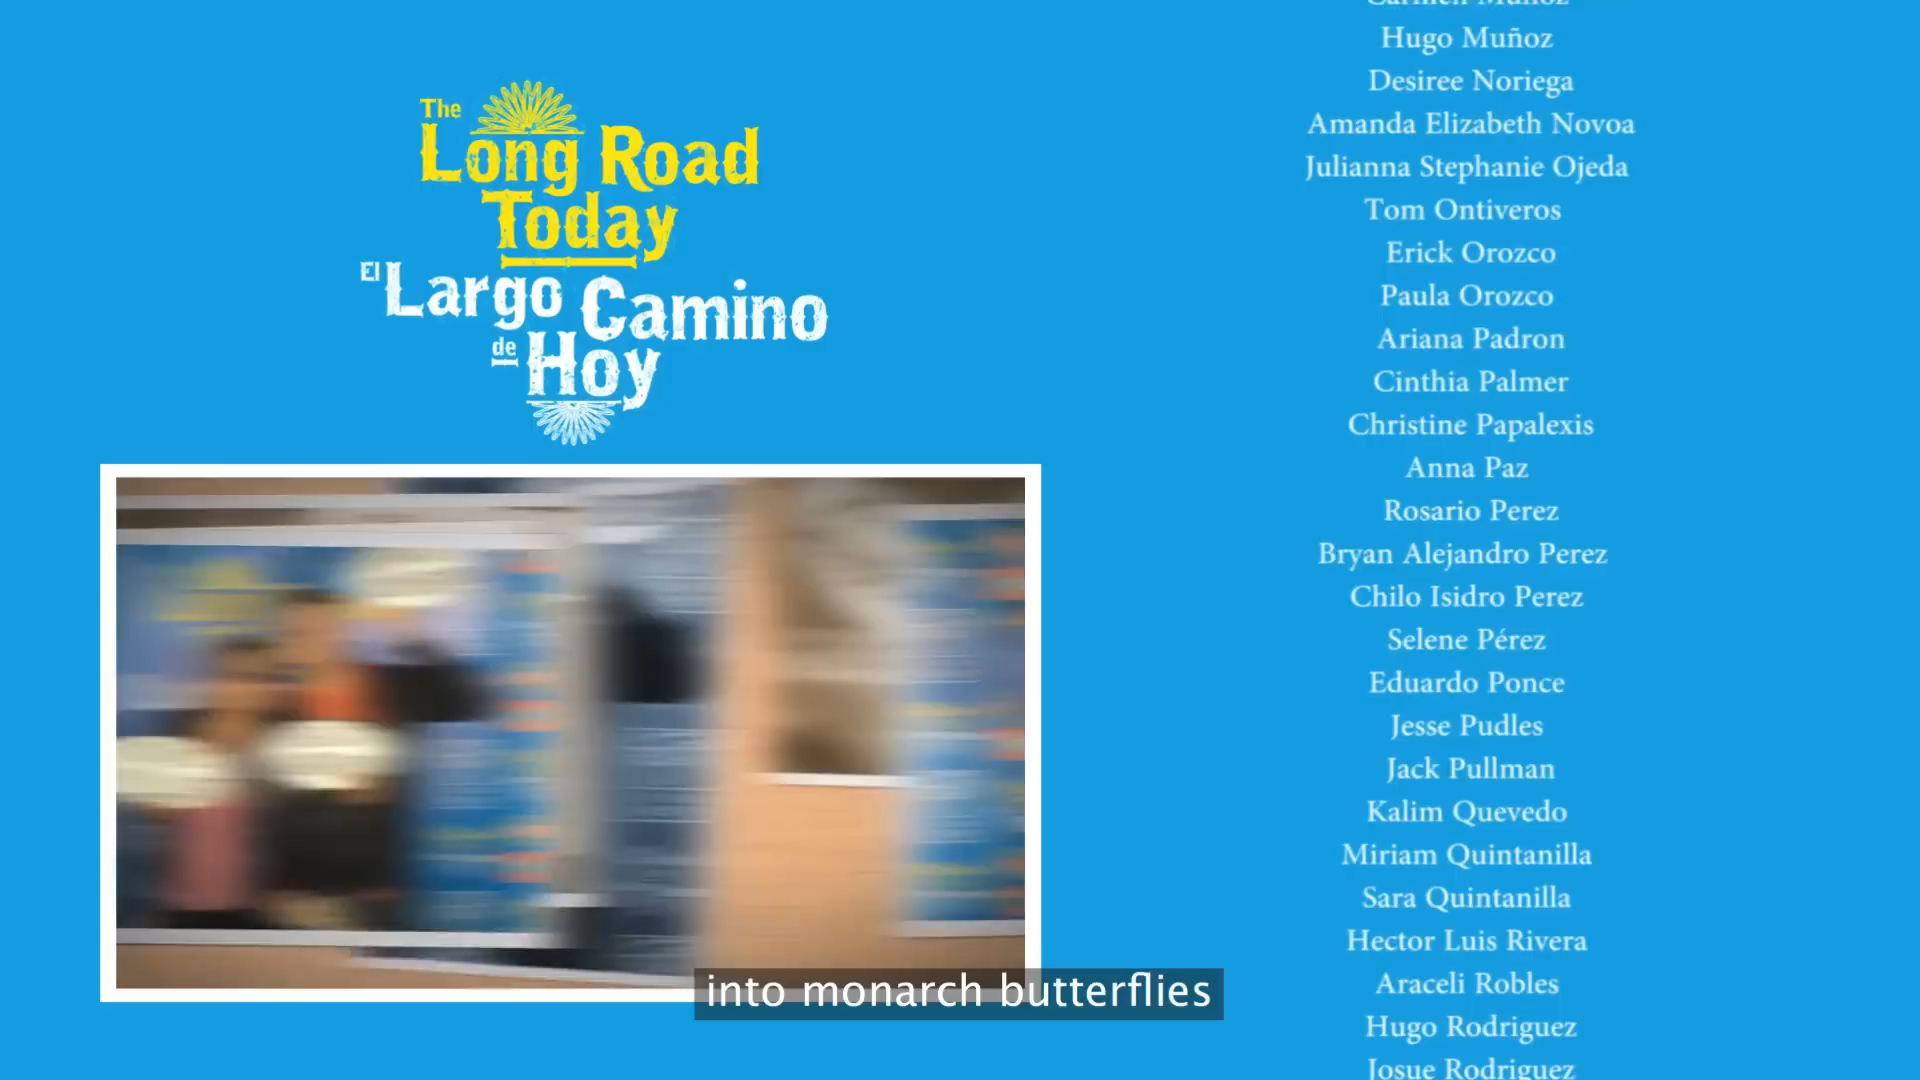 The
Long Road
Today
El
Largo Camino
de
Hoy
into monarch butterflies
Carmen Muñoz
Hugo Muñoz
Desiree Noriega
Amanda Elizabeth Novoa
Julianna Stephanie Ojeda
Tom Ontiveros
Erick Orozco
Paula Orozco
Ariana Padron
Cinthia Palmer
Christine Papalexis
Anna Paz
Rosario Perez
Bryan Alejandro Perez
Chilo Isidro Perez
Selene Pérez
Eduardo Ponce
Jesse Pudles
Jack Pullman
Kalim Quevedo
Miriam Quintanilla
Sara Quintanilla
Hector Luis Rivera
Araceli Robles
Hugo Rodriguez
Josue Rodriguez